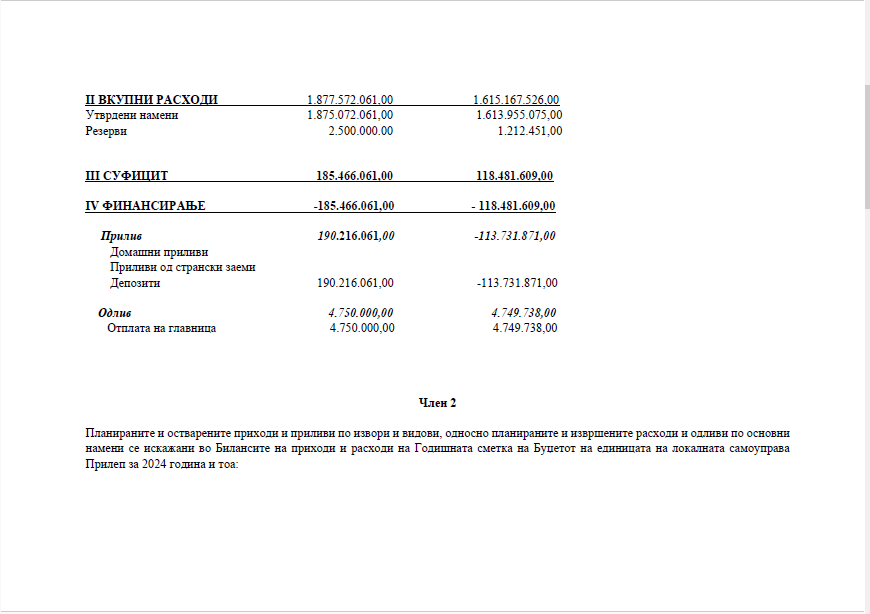 II ВКУПНИ РАСХОДИ 1.877.572.061,00 1.615.167.526,00
Утврдени намени 1.875.072.061,00 1.613.955.075,00
Резерви 2.500.000.00 1.212.451,00
III СУФИЦИТ 185.466.061,00 118.481.609,00
IV ФИНАНСИРАЊЕ -185.466.061,00 - 118.481.609,00
Прилив 190.216.061,00 -113.731.871,00
Домашни приливи
Приливи од странски заеми
Депозити 190.216.061,00 -113.731.871,00
Одлив 4.750.000,00 4.749.738,00
Отплата на главница 4.750.000,00 4.749.738,00
Член 2
Планираните и остварените приходи и приливи по извори и видови, односно планираните и извршените расходи и одливи по основни
намени се искажани во Билансите на приходи и расходи на Годишната сметка на Буџетот на единицата на локалната самоуправа
Прилеп за 2024 година и тоа: